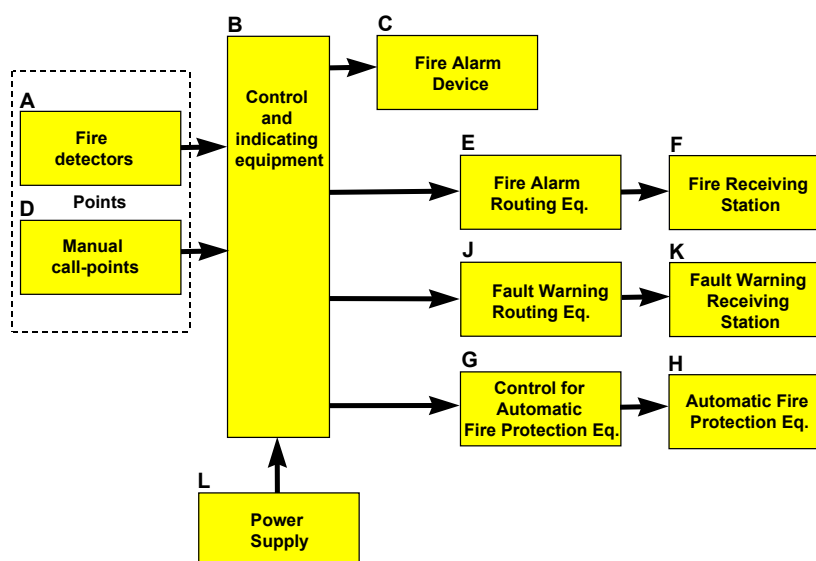 B
C
Fire Alarm
Device
Control
and
indicating
equipment
A
Fire
detectors
Points
D
Manual
call-points
E
Fire Alarm
Routing Eq.
F
Fire Receiving
Station
J
Fault Warning
Routing Eq.
K
Fault Warning
Receiving
Station
G
Control for
Automatic
Fire Protection Eq.
H
Automatic Fire
Protection Eq.
L
Power
Supply